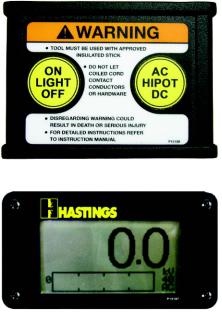 WARNING
• TOOL MUST BE USED WITH APPROVED
INSULATED STICK.
ON
LIGHT
OFF
• DO NOT LET
COILED CORD
CONTACT
CONDUCTORS
OR HARDWARE
AC
HIPOT
DC
• DISREGARDING WARNING COULD
RESULT IN DEATH OR SERIOUS INJURY
• FOR DETAILED INSTRUCTIONS REFER
TO INSTRUCTION MANUAL
HASTINGS
0.0
0